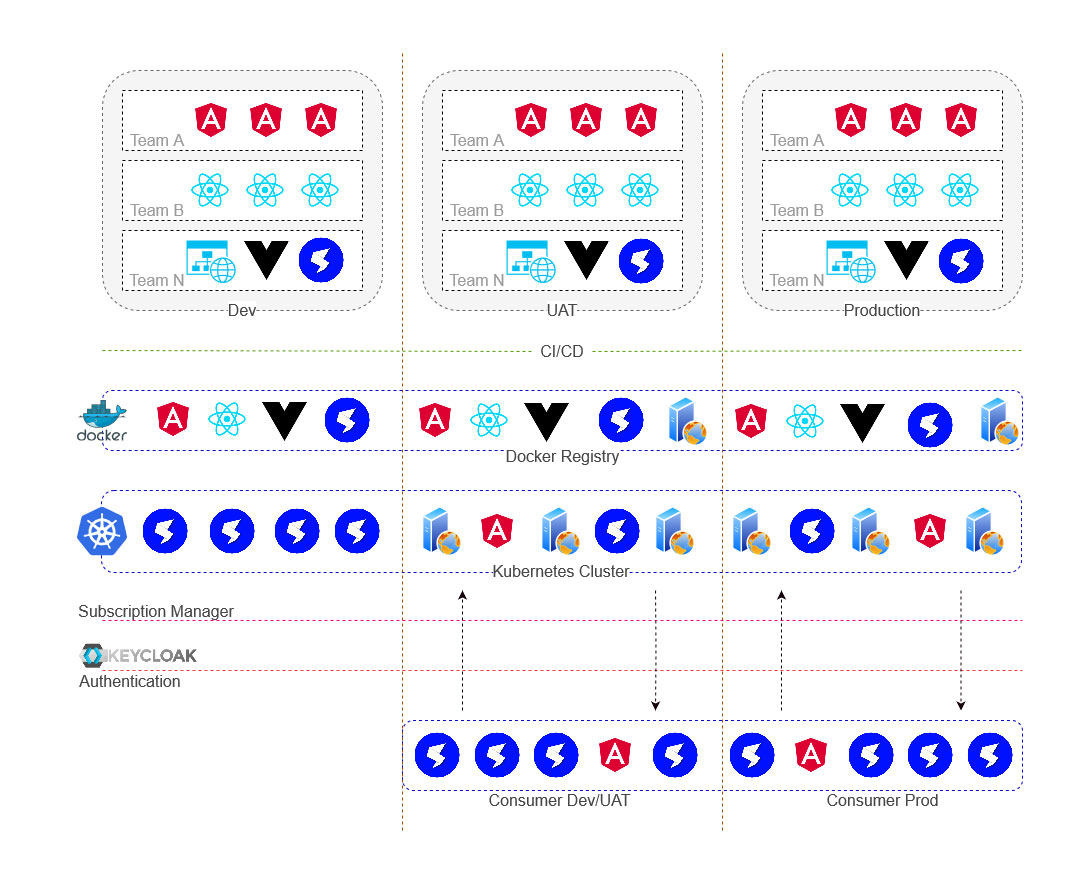 Team A
Team B
Team N
Dev
Team A
Team B
Team N
UAT
Team A
Team B
Team N
Production
CI/CD
docker
Docker Registry
Kubernetes Cluster
Subscription Manager
KEYCLOAK
Authentication
Consumer Dev/UAT
Consumer Prod